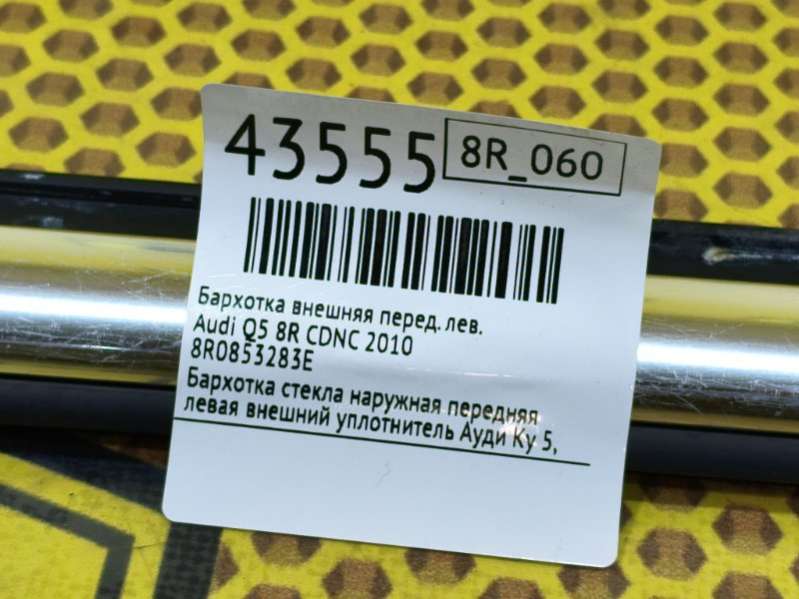 43555 8R_060
Бархотка внешняя перед. лев.
Audi Q5 8R CDNC 2010
8R0853283E
Бархотка стекла наружная передняя
левая внешний уплотнитель Ауди Ку 5,